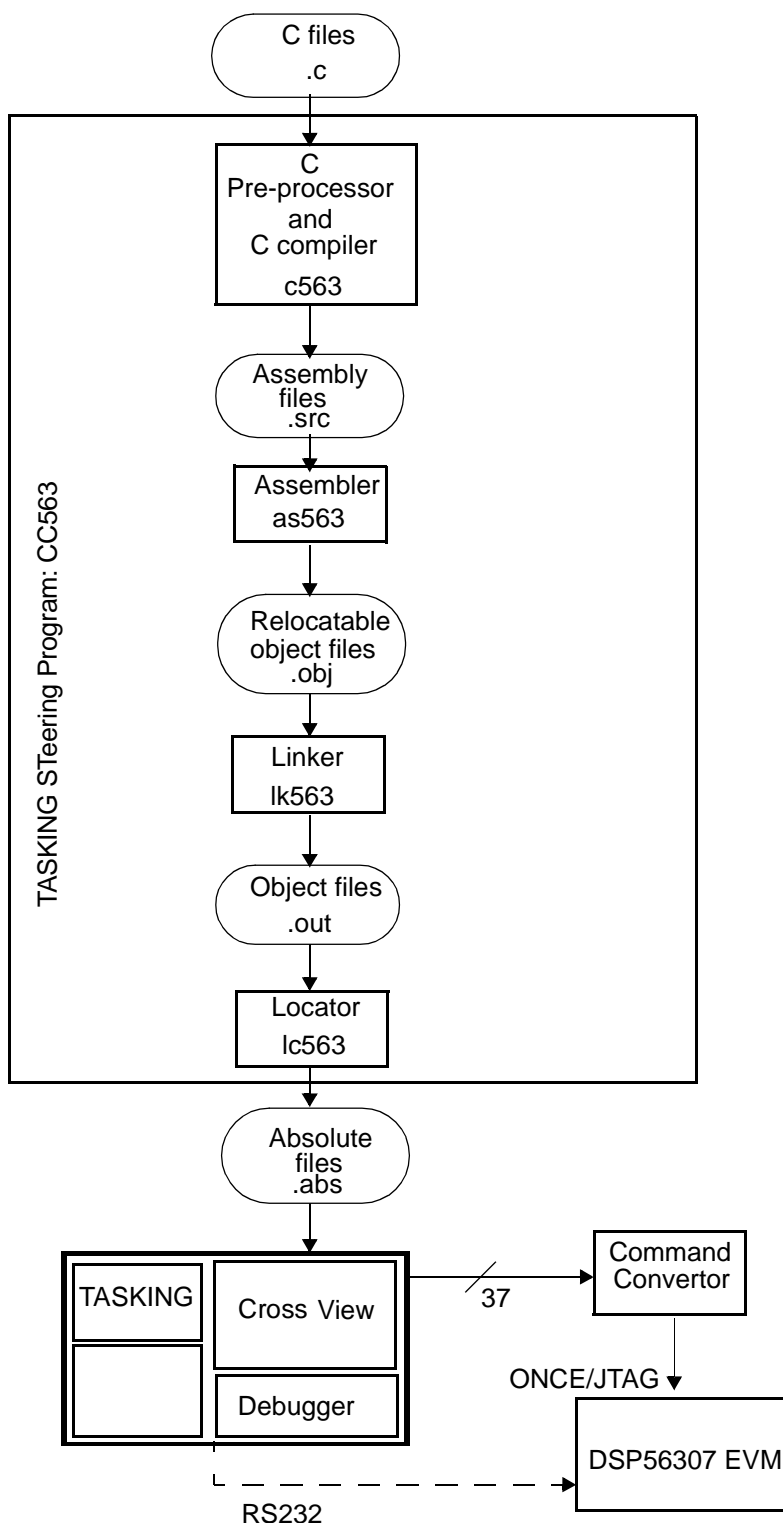 C files
.c
C
Pre-processor
and
C compiler
c563
Assembly
files
.src
Assembler
as563
TASKING STeering Program: CC563
Relocatable
object files
.obj
Linker
lk563
Object files
.out
Locator
lc563
Absolute
files
.abs
TASKING
Cross View
Debugger
37
Command
Convertor
ONCE/JTAG
DSP56307 EVM
RS232